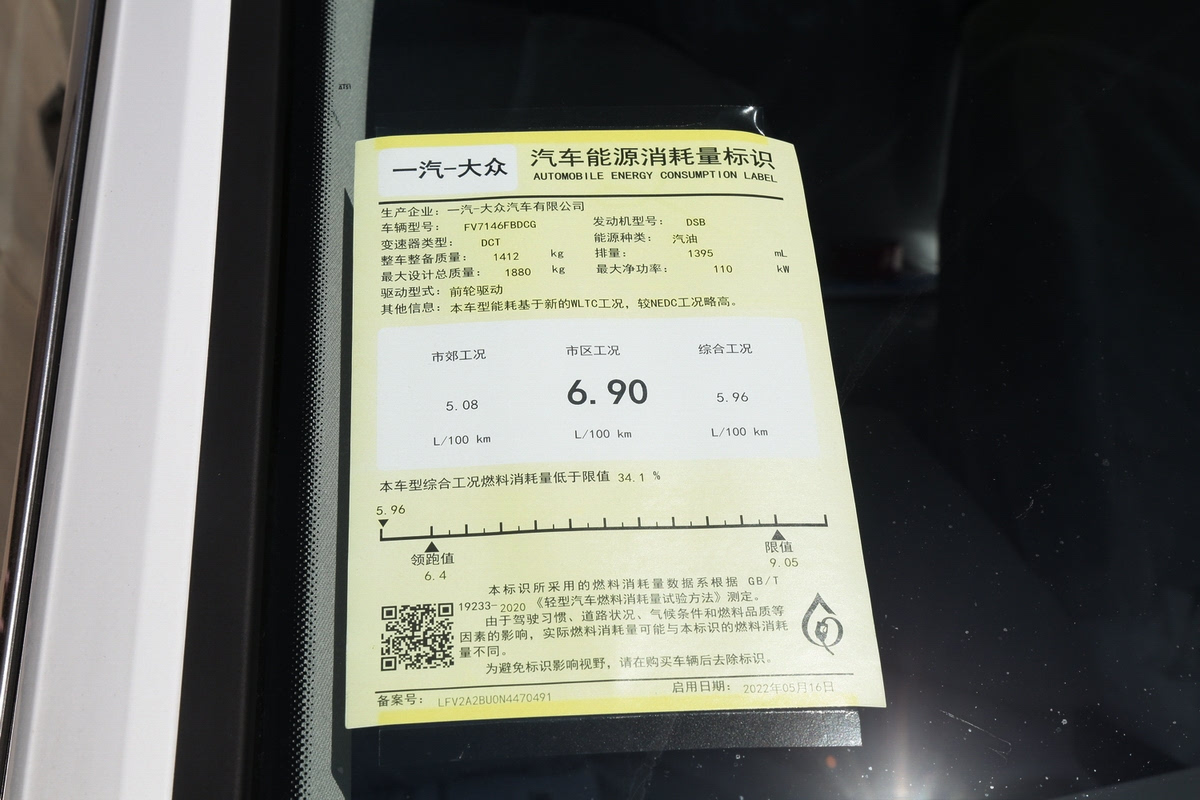 一汽-大众
汽车能源消耗量标识
AUTOMOBILE ENERGY CONSUMPTION LABEL
生产企业: 一汽-大众汽车有限公司
车辆型号: FV7146FBDCG 发动机型号: DSB
变速器类型: DCT 能源种类: 汽油
整车整备质量: 1412 kg 排量: 1395 mL
最大设计总质量: 1880 kg 最大净功率: 110 kW
驱动型式: 前轮驱动
其他信息: 本车型能耗基于新的WLTC工况, 较NEDC工况略高。
市郊工况 市区工况 综合工况
5.08 6.90 5.96
L/100 km L/100 km L/100 km
本车型综合工况燃料消耗量低于限值 34.1 %
5.96
领跑值 限值
6.4 9.05
本标识所采用的燃料消耗量数据系根据 GB/T
19233-2020 《轻型汽车燃料消耗量试验方法》测定。
由于驾驶习惯、道路状况、气候条件和燃料品质等
因素的影响, 实际燃料消耗量可能与本标识的燃料消耗
量不同。
为避免标识影响视野, 请在购买车辆后去除标识。
备案号: LFV2A2BU0N4470491 启用日期: 2022年05月16日